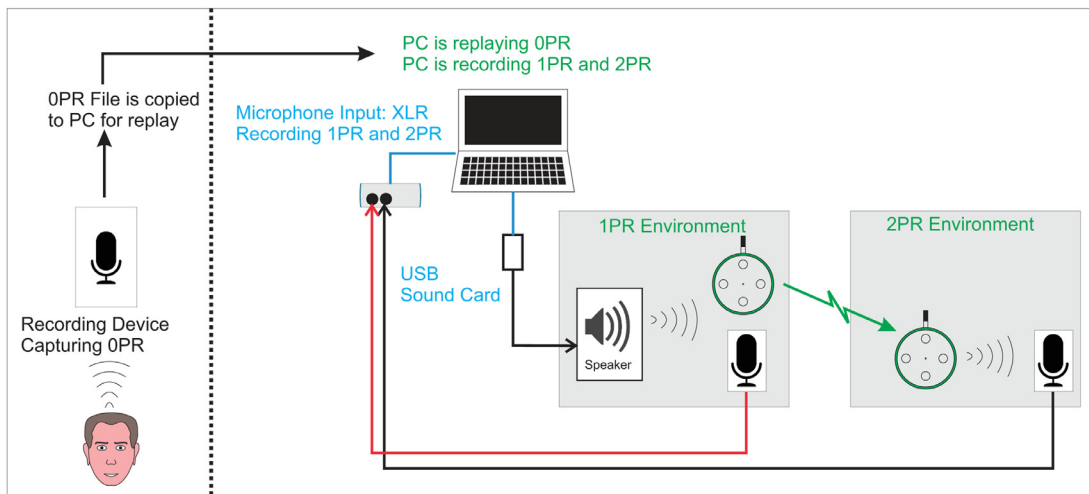 0PR File is copied
to PC for replay
Recording Device
Capturing 0PR
PC is replaying 0PR
PC is recording 1PR and 2PR
Microphone Input: XLR
Recording 1PR and 2PR
USB
Sound Card
1PR Environment
Speaker
2PR Environment